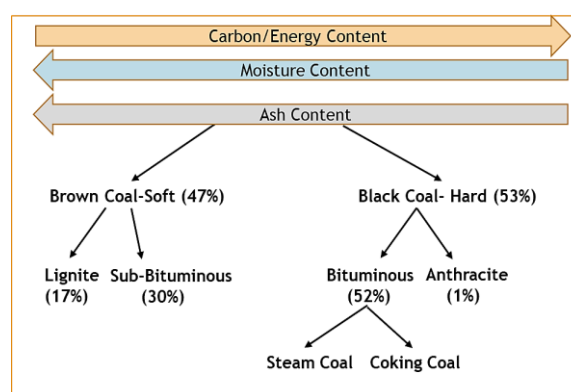 Carbon/Energy Content
Moisture Content
Ash Content
Brown Coal-Soft (47%)
Black Coal- Hard (53%)
Lignite
(17%)
Sub-Bituminous
(30%)
Bituminous
(52%)
Anthracite
(1%)
Steam Coal
Coking Coal